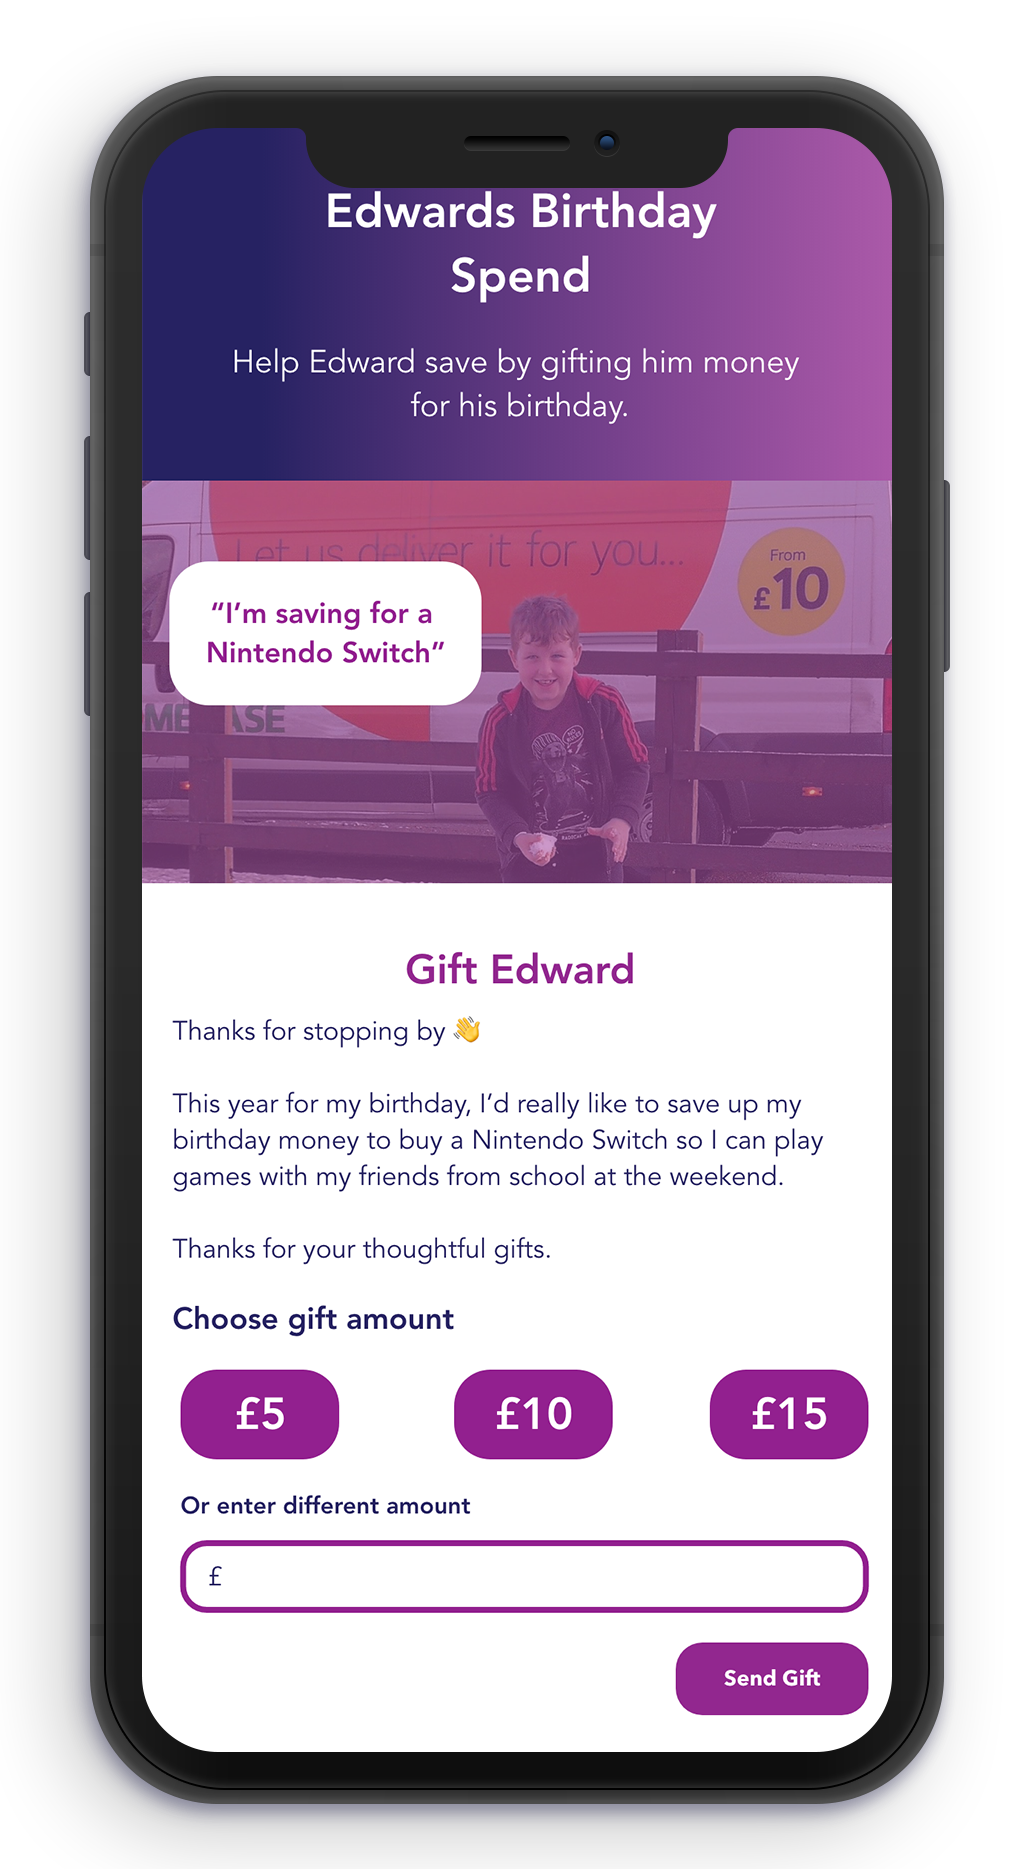 Edwards Birthday
Spend
Help Edward save by gifting him money
for his birthday.
Let us deliver it for you...
From
£10
“I’m saving for a
Nintendo Switch”
Gift Edward
Thanks for stopping by 👋
This year for my birthday, I’d really like to save up my
birthday money to buy a Nintendo Switch so I can play
games with my friends from school at the weekend.
Thanks for your thoughtful gifts.
Choose gift amount
£5 £10 £15
Or enter different amount
£
Send Gift